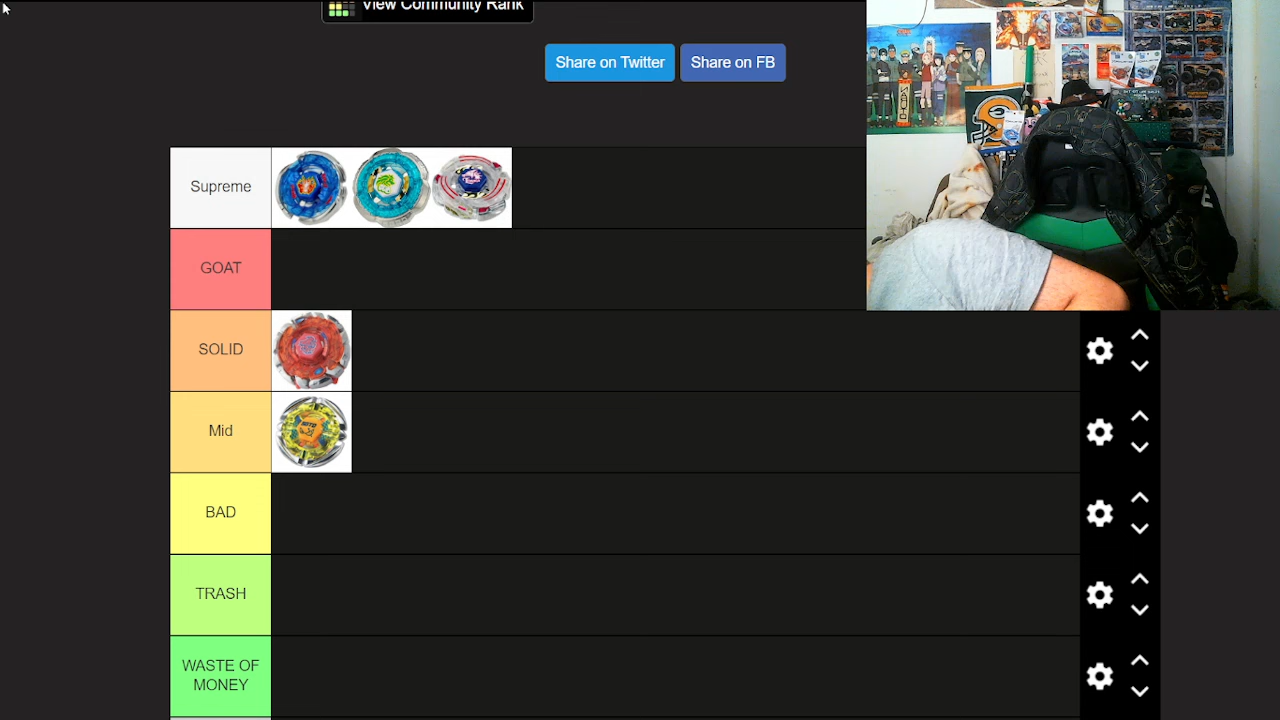 View Community Rank
Share on Twitter
Share on FB
Supreme
GOAT
SOLID
Mid
BAD
TRASH
WASTE OF
MONEY